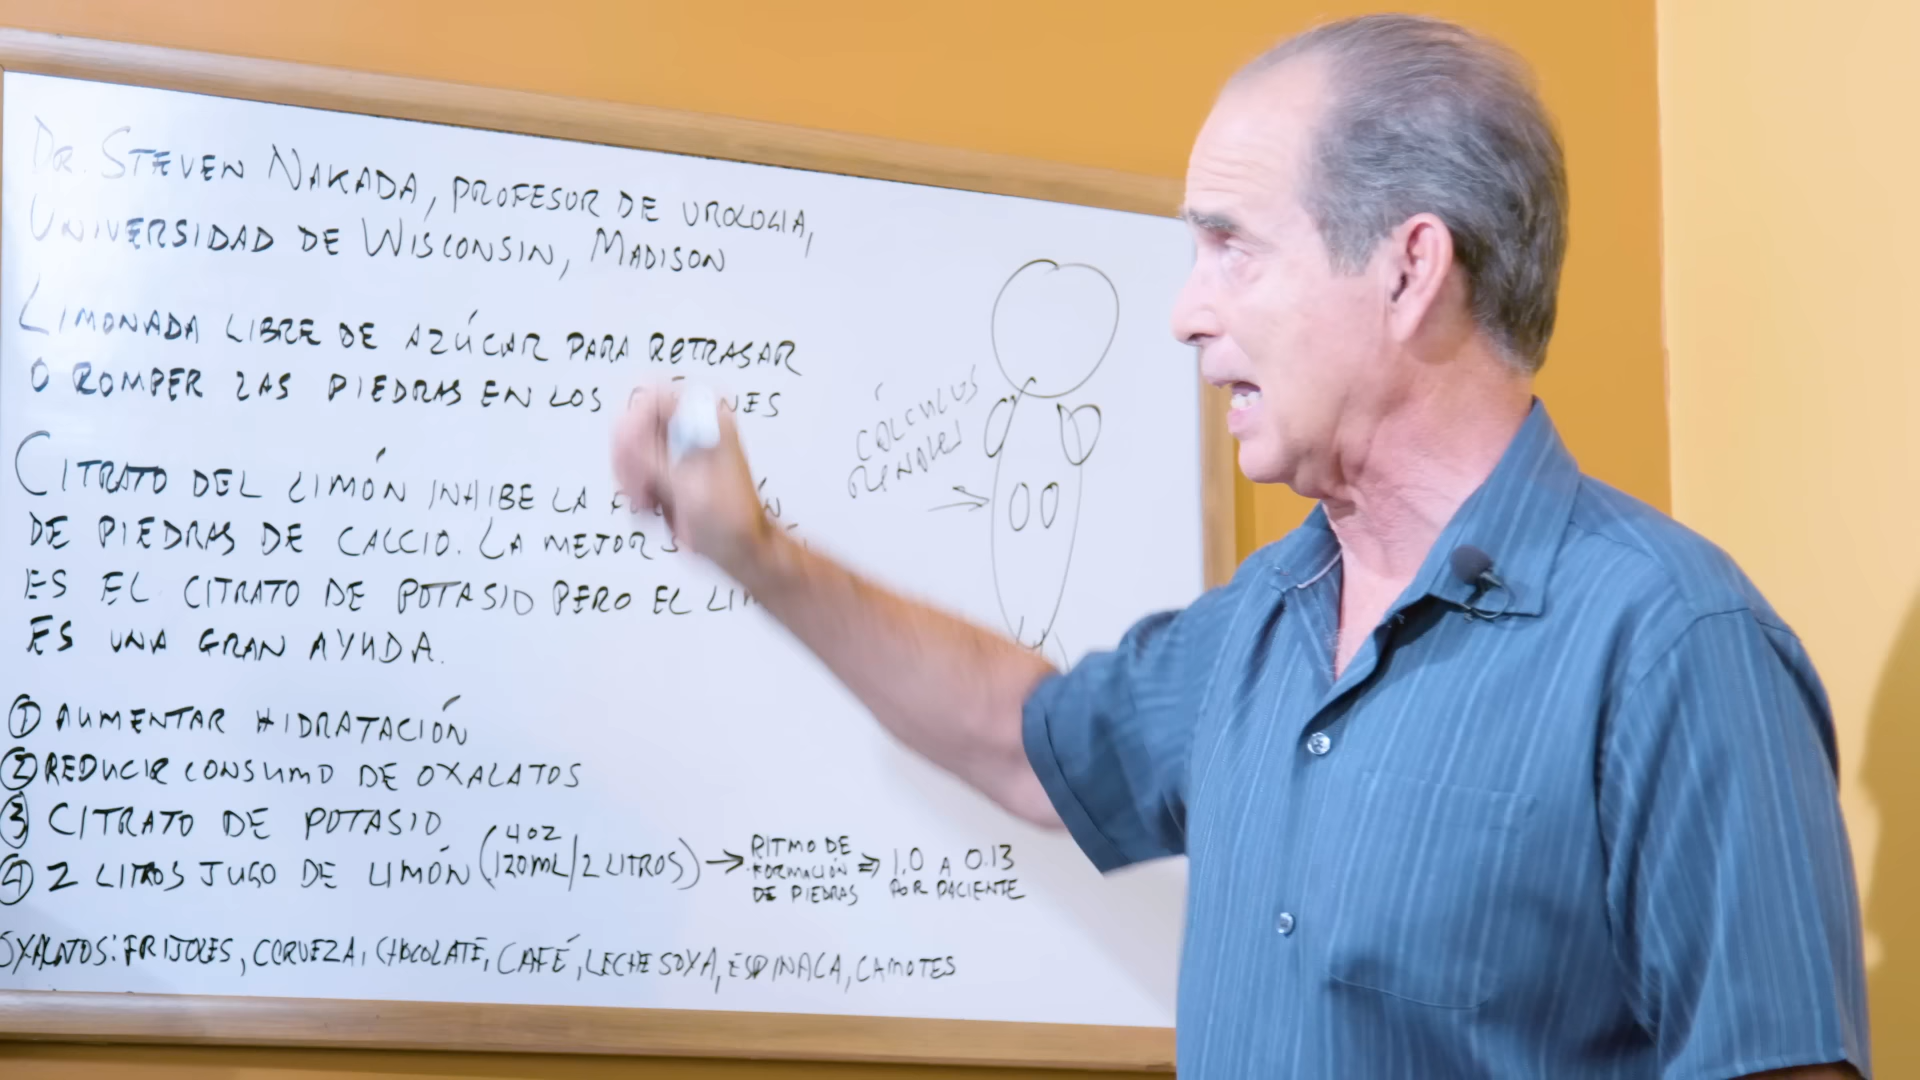 DR. STEVEN NAKADA, PROFESOR DE UROLOGIA,
UNIVERSIDAD DE WISCONSIN, MADISON
LIMONADA LIBRE DE AZÚCAR PARA RETRASAR
O ROMPER LAS PIEDRAS EN LOS
CITRATO DEL LIMÓN INHIBE LA
DE PIEDRAS DE CALCIO. LA MEJOR
ES EL CITRATO DE POTASIO PERO EL
ES UNA GRAN AYUDA.
① AUMENTAR HIDRATACIÓN
② REDUCIR CONSUMO DE OXALATOS
③ CITRATO DE POTASIO
④ 2 LITROS JUGO DE LIMÓN (120ML/2 LITROS) → RITMO DE
4OZ
FORMACIÓN ⇒ 1.0 A 0.13
DE PIEDRAS POR PACIENTE
OXALATOS: FRIJOLES, CERVEZA, CHOCOLATE, CAFÉ, LECHE SOYA, ESPINACA, CAMOTES
CÁLCULOS
RENALES